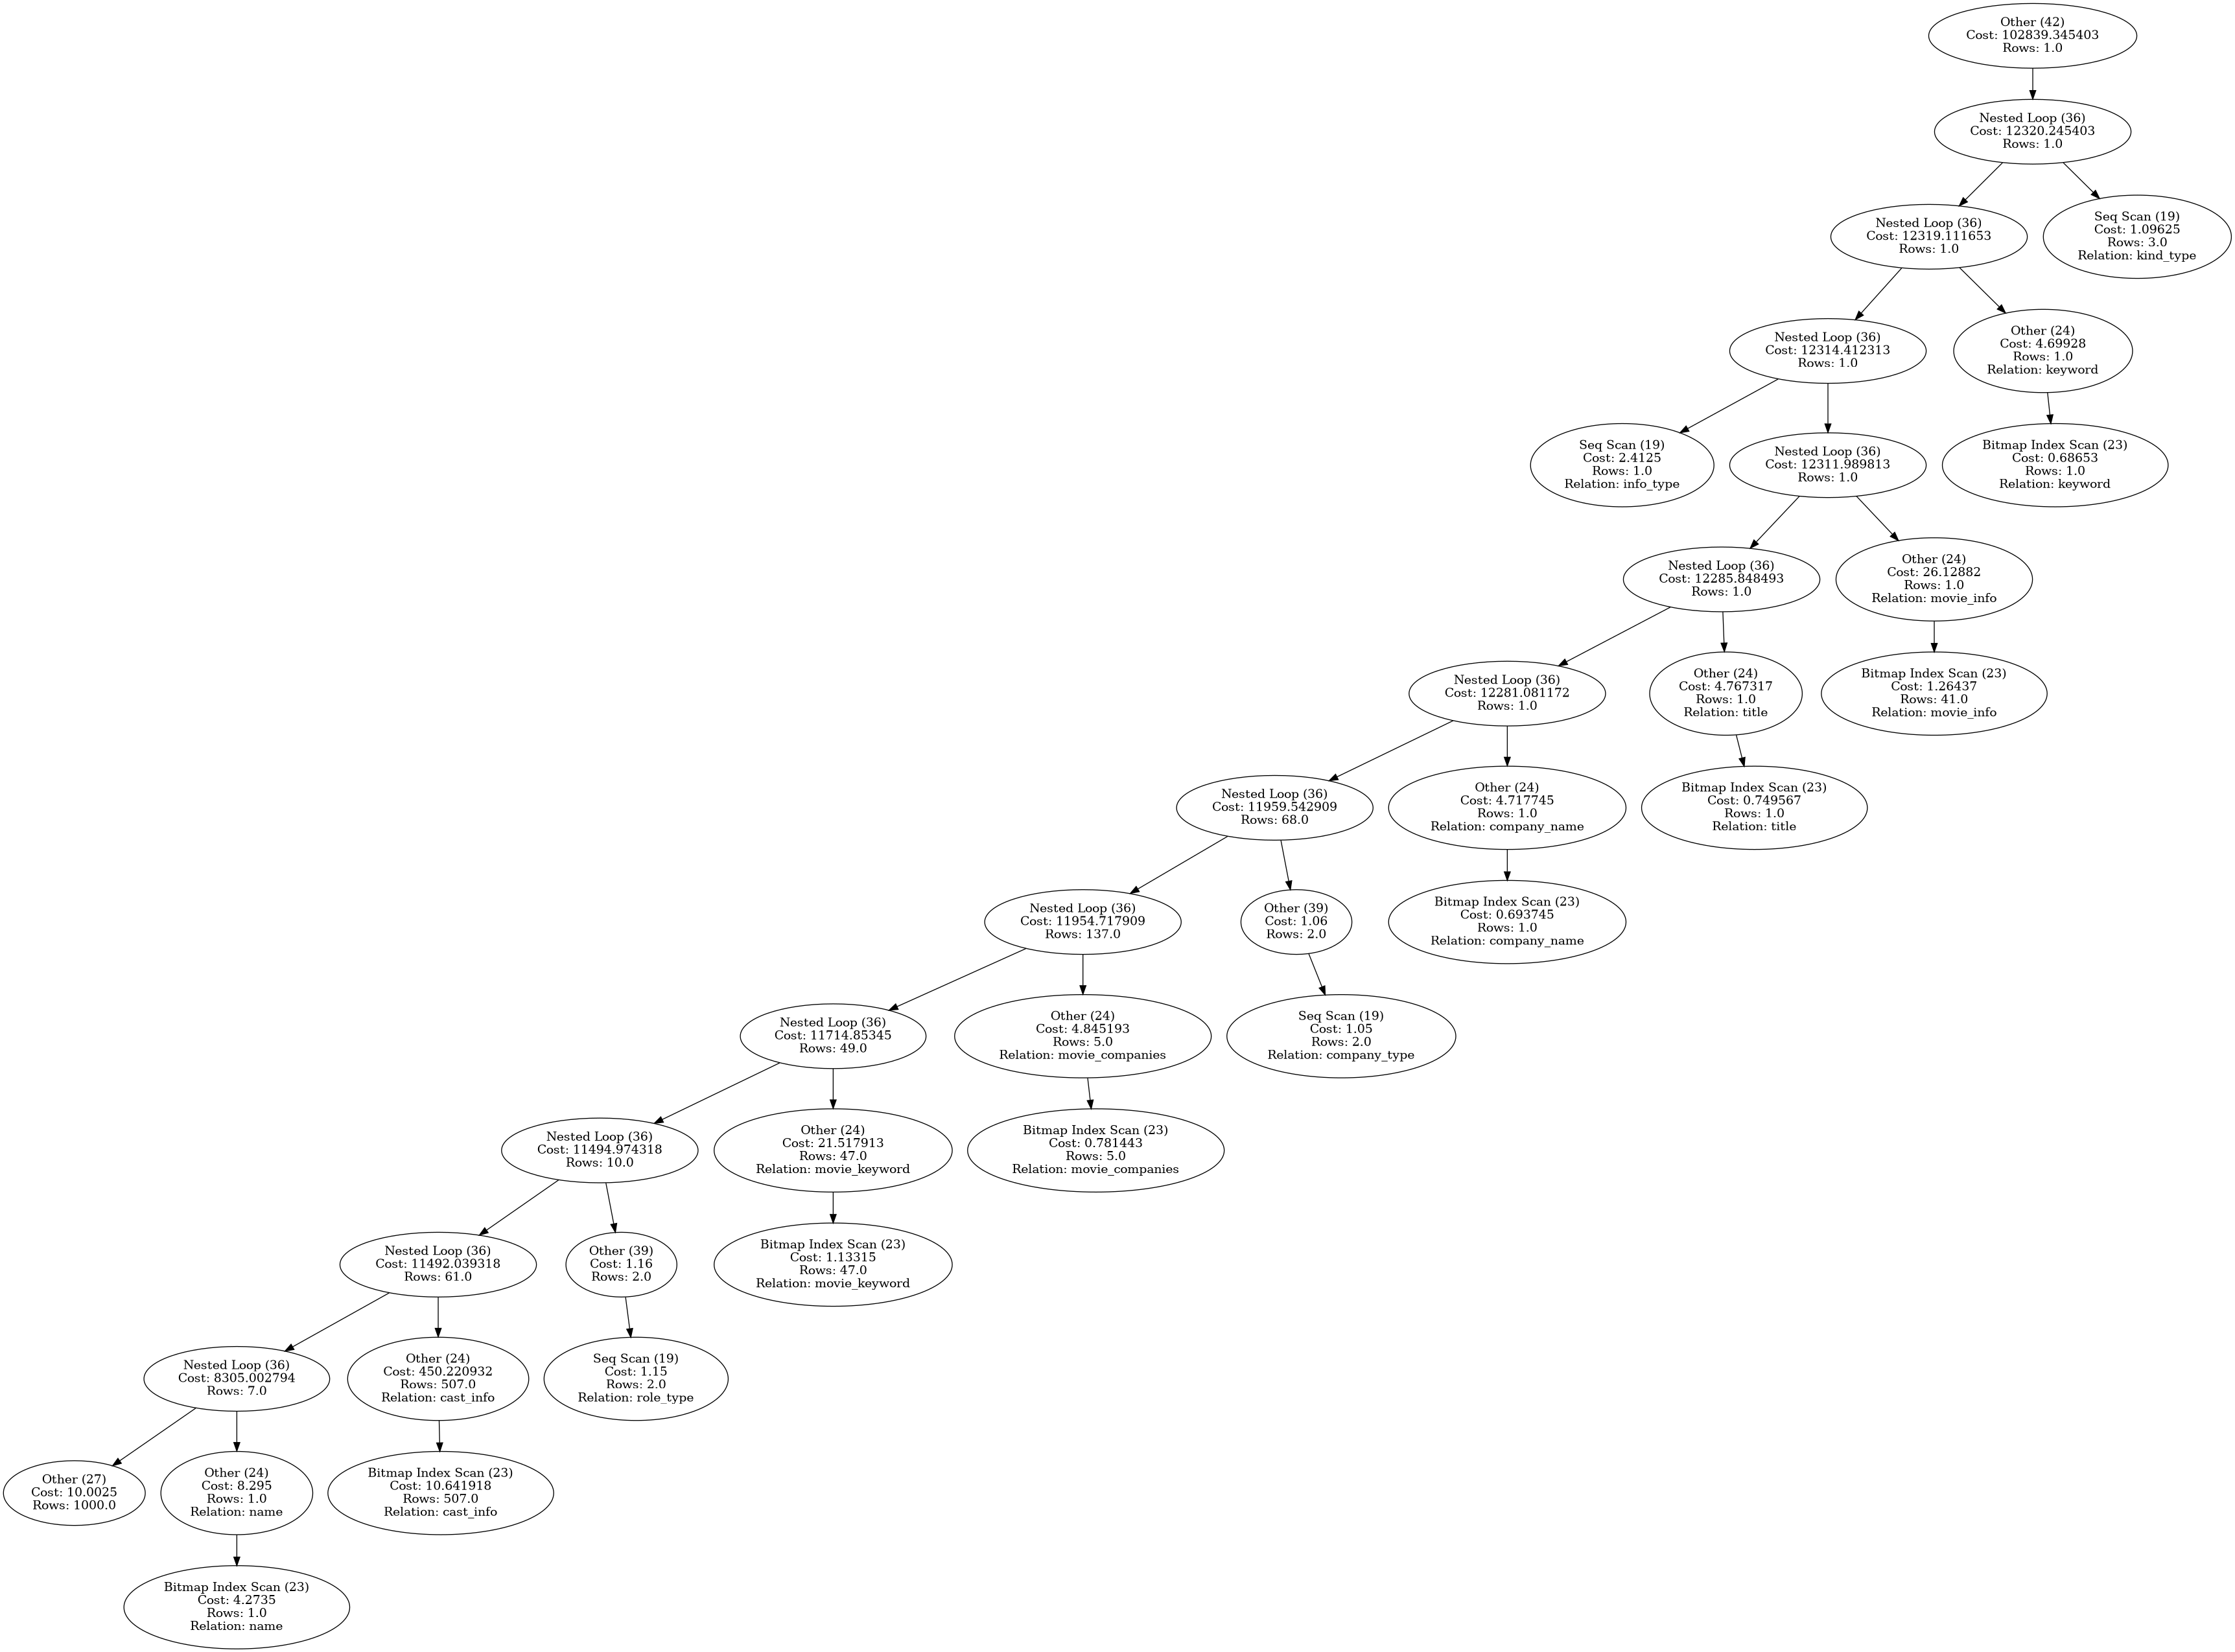 Other (42)
Cost: 102839.345403
Rows: 1.0
Nested Loop (36)
Cost: 12320.245403
Rows: 1.0
Nested Loop (36)
Cost: 12319.111653
Rows: 1.0
Seq Scan (19)
Cost: 1.09625
Rows: 3.0
Relation: kind_type
Nested Loop (36)
Cost: 12314.412313
Rows: 1.0
Other (24)
Cost: 4.69928
Rows: 1.0
Relation: keyword
Seq Scan (19)
Cost: 2.4125
Rows: 1.0
Relation: info_type
Nested Loop (36)
Cost: 12311.989813
Rows: 1.0
Bitmap Index Scan (23)
Cost: 0.68653
Rows: 1.0
Relation: keyword
Nested Loop (36)
Cost: 12285.848493
Rows: 1.0
Other (24)
Cost: 26.12882
Rows: 1.0
Relation: movie_info
Nested Loop (36)
Cost: 12281.081172
Rows: 1.0
Other (24)
Cost: 4.767317
Rows: 1.0
Relation: title
Bitmap Index Scan (23)
Cost: 1.26437
Rows: 41.0
Relation: movie_info
Nested Loop (36)
Cost: 11959.542909
Rows: 68.0
Other (24)
Cost: 4.717745
Rows: 1.0
Relation: company_name
Bitmap Index Scan (23)
Cost: 0.749567
Rows: 1.0
Relation: title
Nested Loop (36)
Cost: 11954.717909
Rows: 137.0
Other (39)
Cost: 1.06
Rows: 2.0
Bitmap Index Scan (23)
Cost: 0.693745
Rows: 1.0
Relation: company_name
Nested Loop (36)
Cost: 11714.85345
Rows: 49.0
Other (24)
Cost: 4.845193
Rows: 5.0
Relation: movie_companies
Seq Scan (19)
Cost: 1.05
Rows: 2.0
Relation: company_type
Nested Loop (36)
Cost: 11494.974318
Rows: 10.0
Other (24)
Cost: 21.517913
Rows: 47.0
Relation: movie_keyword
Bitmap Index Scan (23)
Cost: 0.781443
Rows: 5.0
Relation: movie_companies
Nested Loop (36)
Cost: 11492.039318
Rows: 61.0
Other (39)
Cost: 1.16
Rows: 2.0
Bitmap Index Scan (23)
Cost: 1.13315
Rows: 47.0
Relation: movie_keyword
Nested Loop (36)
Cost: 8305.002794
Rows: 7.0
Other (24)
Cost: 450.220932
Rows: 507.0
Relation: cast_info
Seq Scan (19)
Cost: 1.15
Rows: 2.0
Relation: role_type
Other (27)
Cost: 10.0025
Rows: 1000.0
Other (24)
Cost: 8.295
Rows: 1.0
Relation: name
Bitmap Index Scan (23)
Cost: 10.641918
Rows: 507.0
Relation: cast_info
Bitmap Index Scan (23)
Cost: 4.2735
Rows: 1.0
Relation: name